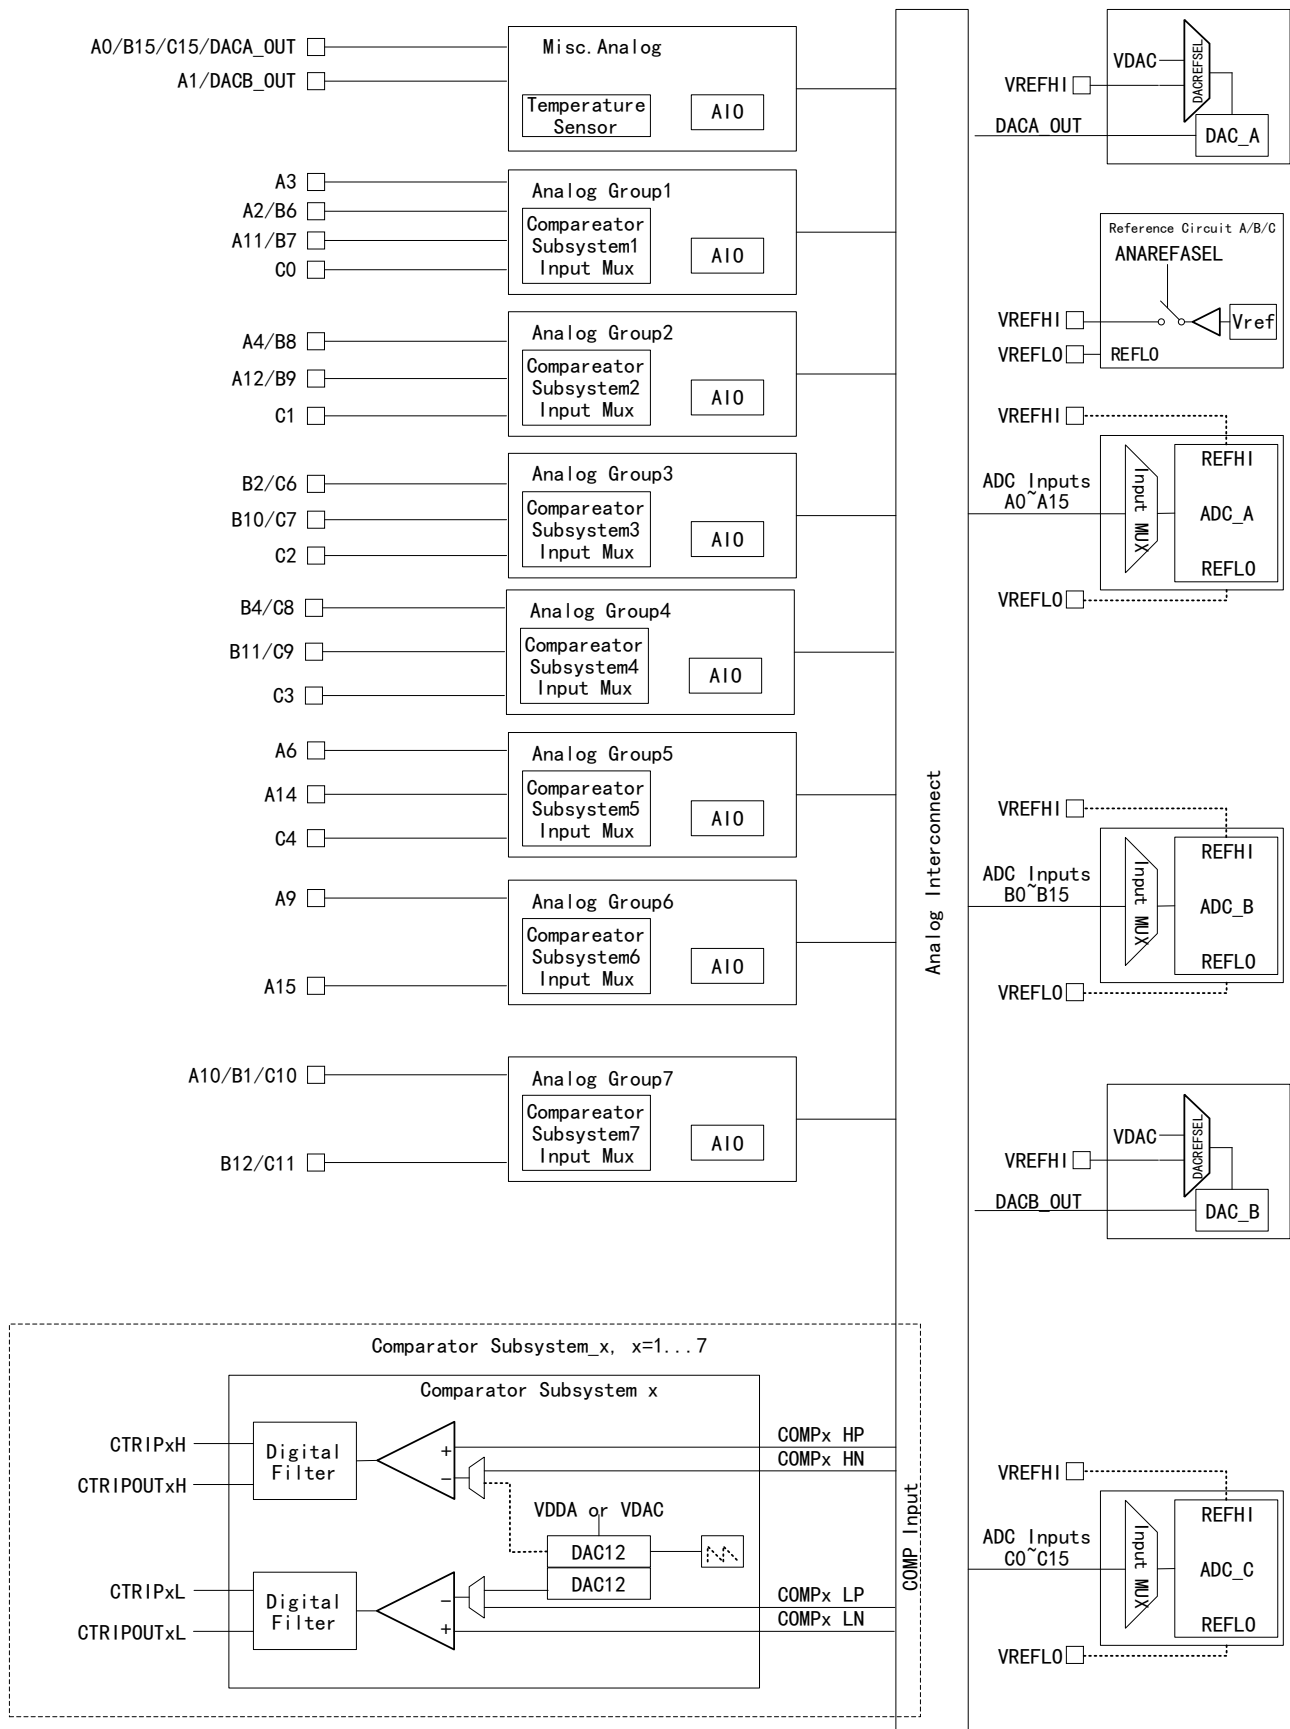 A0/B15/C15/DACA_OUT
A1/DACB_OUT
Misc.Analog
Temperature
Sensor
AIO
A3
A2/B6
A11/B7
C0
Analog Group1
Compareator
Subsystem1
Input Mux
AIO
A4/B8
A12/B9
C1
Analog Group2
Compareator
Subsystem2
Input Mux
AIO
B2/C6
B10/C7
C2
Analog Group3
Compareator
Subsystem3
Input Mux
AIO
B4/C8
B11/C9
C3
Analog Group4
Compareator
Subsystem4
Input Mux
AIO
A6
A14
C4
Analog Group5
Compareator
Subsystem5
Input Mux
AIO
A9
A15
Analog Group6
Compareator
Subsystem6
Input Mux
AIO
A10/B1/C10
B12/C11
Analog Group7
Compareator
Subsystem7
Input Mux
AIO
Analog Interconnect
VDAC
VREFHI
DACREFSEL
DACA_OUT
DAC_A
Reference Circuit A/B/C
ANAREFASEL
VREFHI
Vref
VREFLO
REFLO
VREFHI
REFHI
ADC Inputs
A0~A15
Input MUX
ADC_A
REFLO
VREFLO
VREFHI
REFHI
ADC Inputs
B0~B15
Input MUX
ADC_B
REFLO
VREFLO
VDAC
VREFHI
DACREFSEL
DACB_OUT
DAC_B
VREFHI
REFHI
ADC Inputs
C0~C15
Input MUX
ADC_C
REFLO
VREFLO
Comparator Subsystem_x, x=1...7
Comparator Subsystem x
CTRIPxH
CTRIPOUTxH
Digital
Filter
+
−
COMPx HP
COMPx HN
VDDA or VDAC
DAC12
DAC12
CTRIPxL
CTRIPOUTxL
Digital
Filter
−
+
COMPx LP
COMPx LN
COMP Input